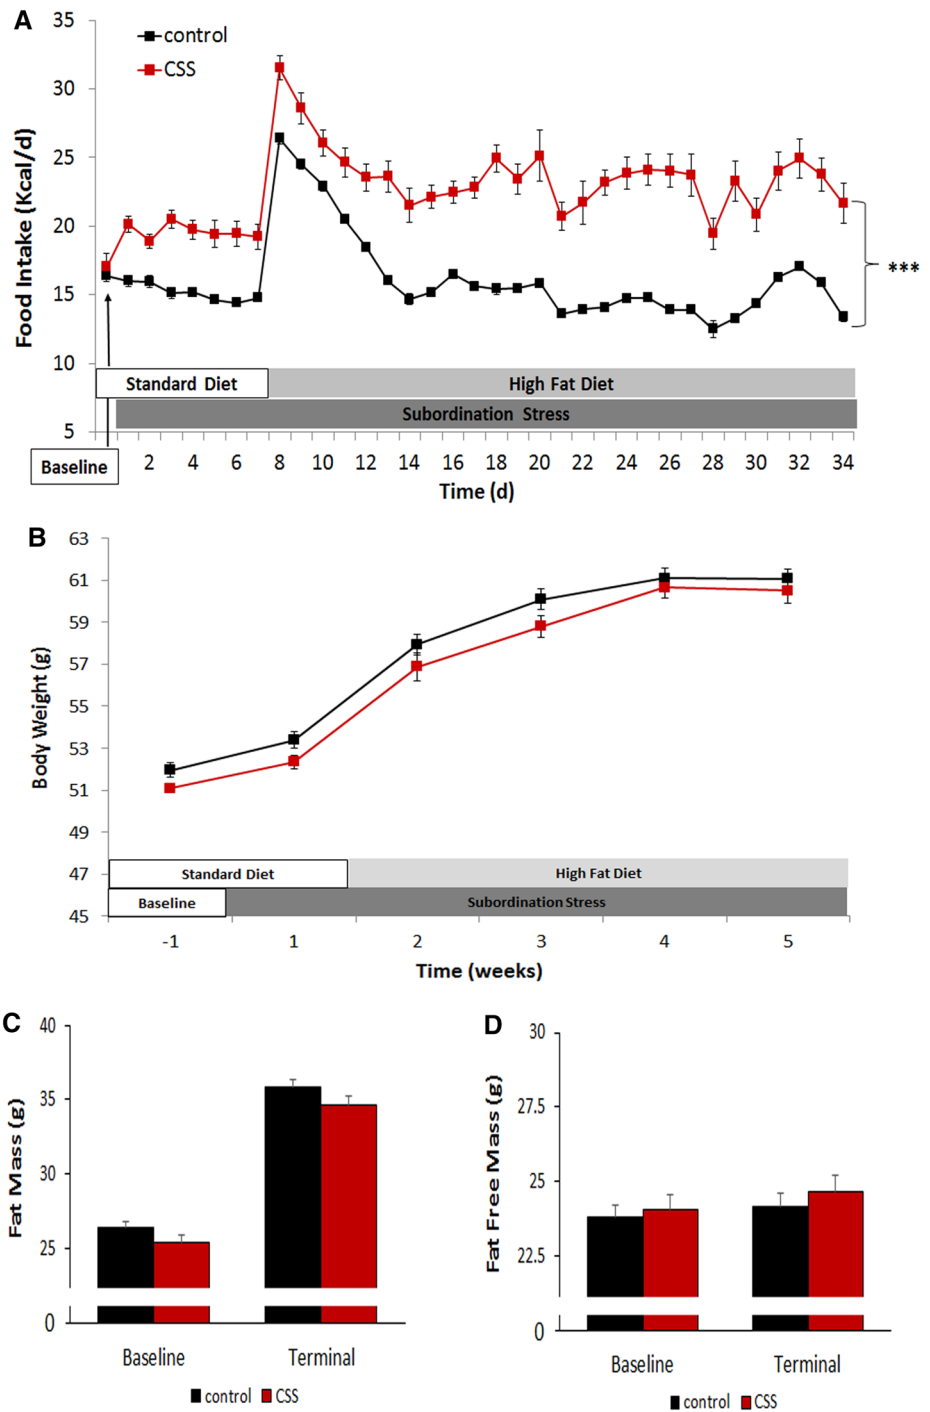 A
35
30
25
20
15
10
5
Food Intake (Kcal/d)
control
CSS
***
Standard Diet
High Fat Diet
Subordination Stress
Baseline
2 4 6 8 10 12 14 16 18 20 22 24 26 28 30 32 34
Time (d)
B
63
61
59
57
55
53
51
49
47
45
Body Weight (g)
Standard Diet
High Fat Diet
Baseline
Subordination Stress
-1 1 2 3 4 5
Time (weeks)
C
40
35
30
25
0
Fat Mass (g)
Baseline Terminal
control CSS
D
30
27.5
25
22.5
0
Fat Free Mass (g)
Baseline Terminal
control CSS